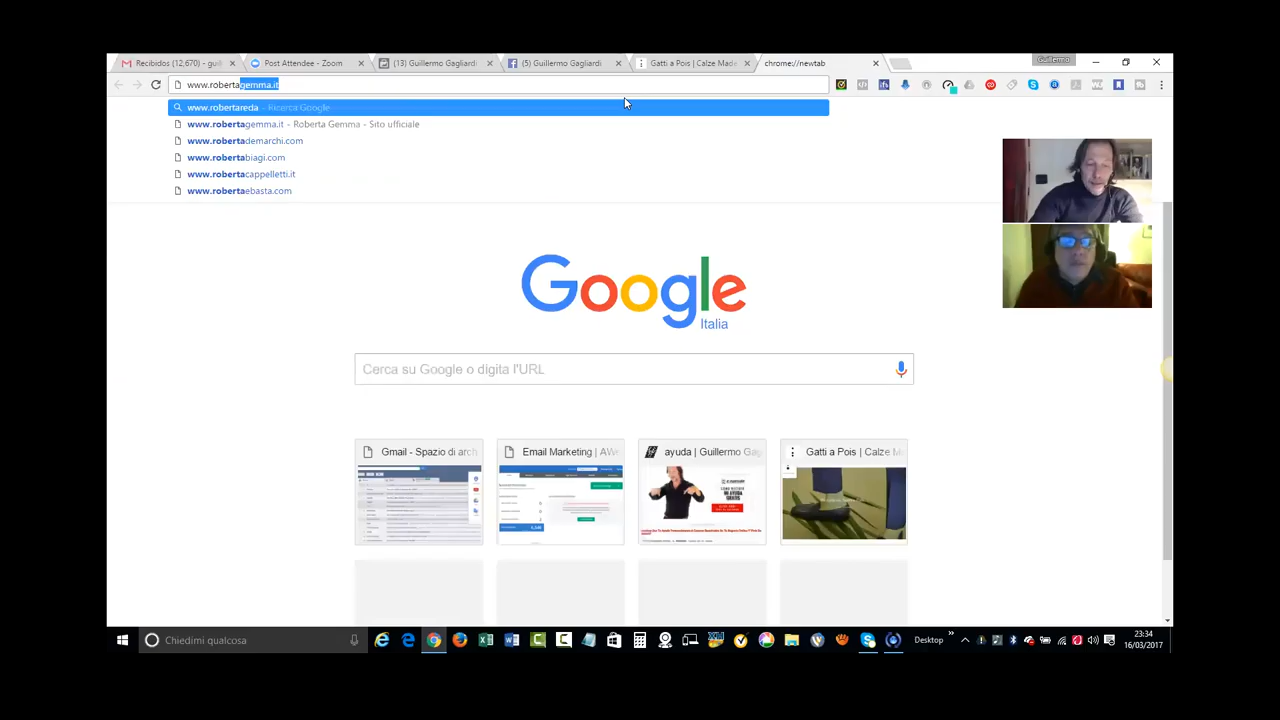 Recibidos (12,670) - gui
Post Attendee - Zoom
(13) Guillermo Gagliardi
(5) Guillermo Gagliardi
Gatti a Pois | Calze Made
chrome://newtab
Guillermo
www.robertagemma.it
www.robertareda - Ricerca Google
www.robertagemma.it - Roberta Gemma - Sito ufficiale
www.robertademarchi.com
www.robertabiagi.com
www.robertacappelletti.it
www.robertaebasta.com
Google
Italia
Cerca su Google o digita l'URL
Gmail - Spazio di arch
Email Marketing | AW
ayuda | Guillermo Gag
Gatti a Pois | Calze M
Chiedimi qualcosa
Desktop
23:34
16/03/2017